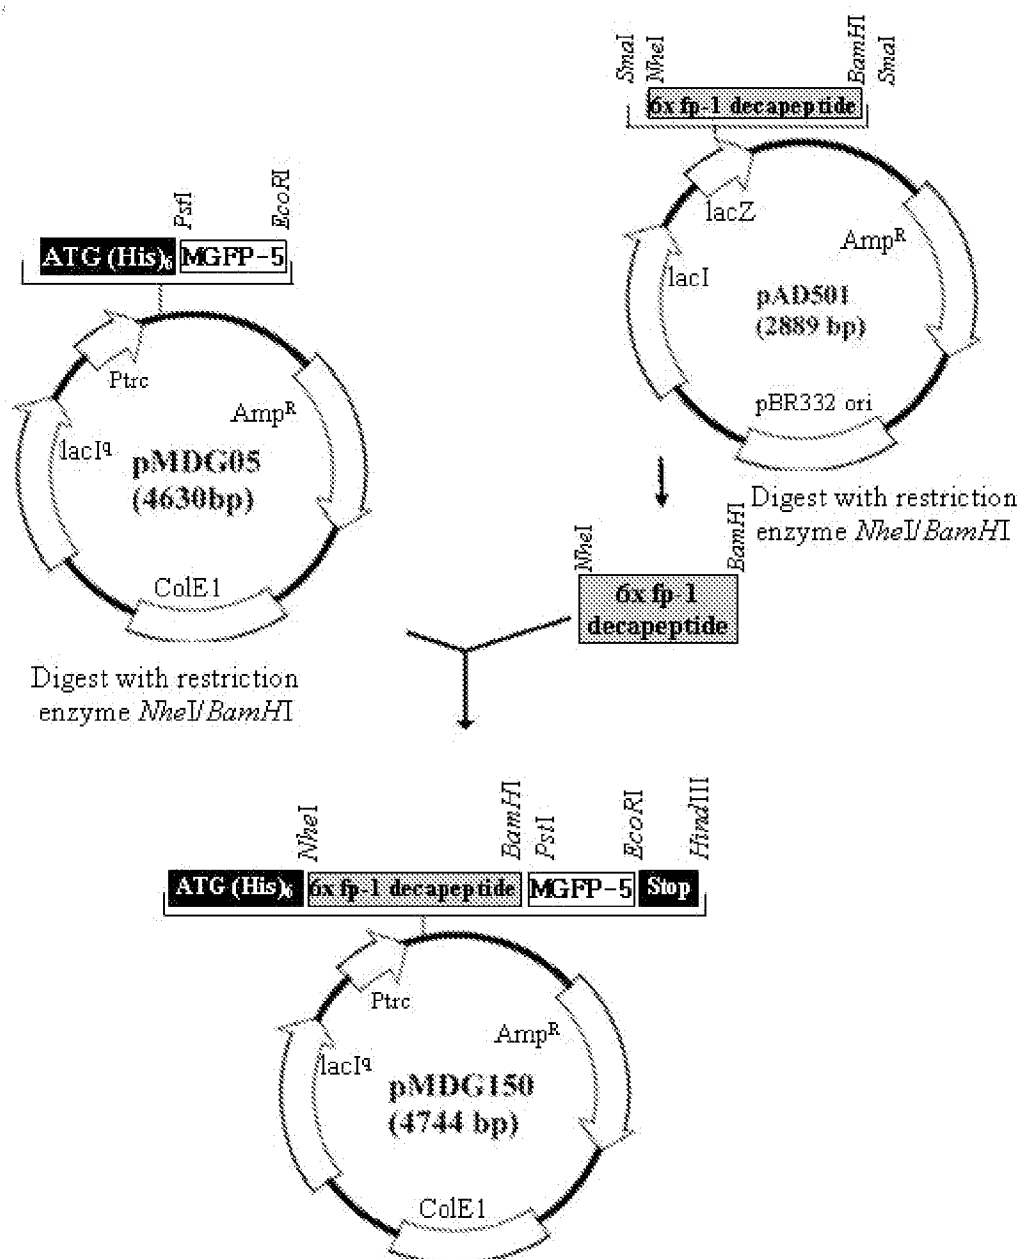 SmaI
NheI
BamHI
SmaI
6x fp-1 decapeptide
lacZ
AmpR
lacI
pAD501
(2889 bp)
pBR332 ori
Digest with restriction
enzyme NheI/BamHI
PstI
EcoRI
ATG (His)6
MGFP-5
Ptrc
AmpR
lacIq
pMDG05
(4630bp)
ColE1
Digest with restriction
enzyme NheI/BamHI
NheI
BamHI
6x fp-1
decapeptide
NheI
BamHI
PstI
EcoRI
HindIII
ATG (His)6
6x fp-1 decapeptide
MGFP-5
Stop
Ptrc
AmpR
lacIq
pMDG150
(4744 bp)
ColE1